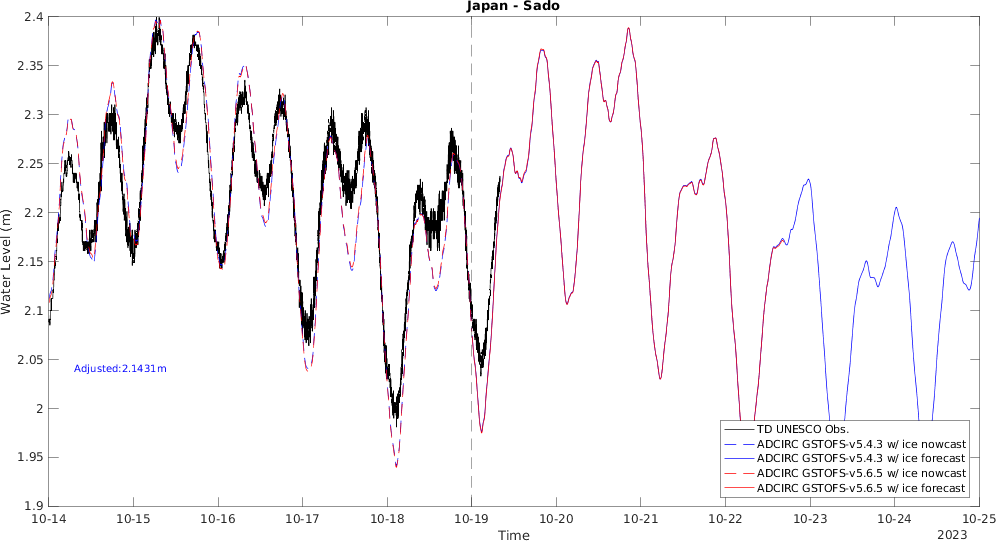 Japan - Sado
2.4
2.35
2.3
2.25
2.2
2.15
2.1
2.05
2
1.95
1.9
Water Level (m)
Adjusted:2.1431m
TD UNESCO Obs.
ADCIRC GSTOFS-v5.4.3 w/ ice nowcast
ADCIRC GSTOFS-v5.4.3 w/ ice forecast
ADCIRC GSTOFS-v5.6.5 w/ ice nowcast
ADCIRC GSTOFS-v5.6.5 w/ ice forecast
10-14 10-15 10-16 10-17 10-18 10-19 10-20 10-21 10-22 10-23 10-24 10-25
Time
2023